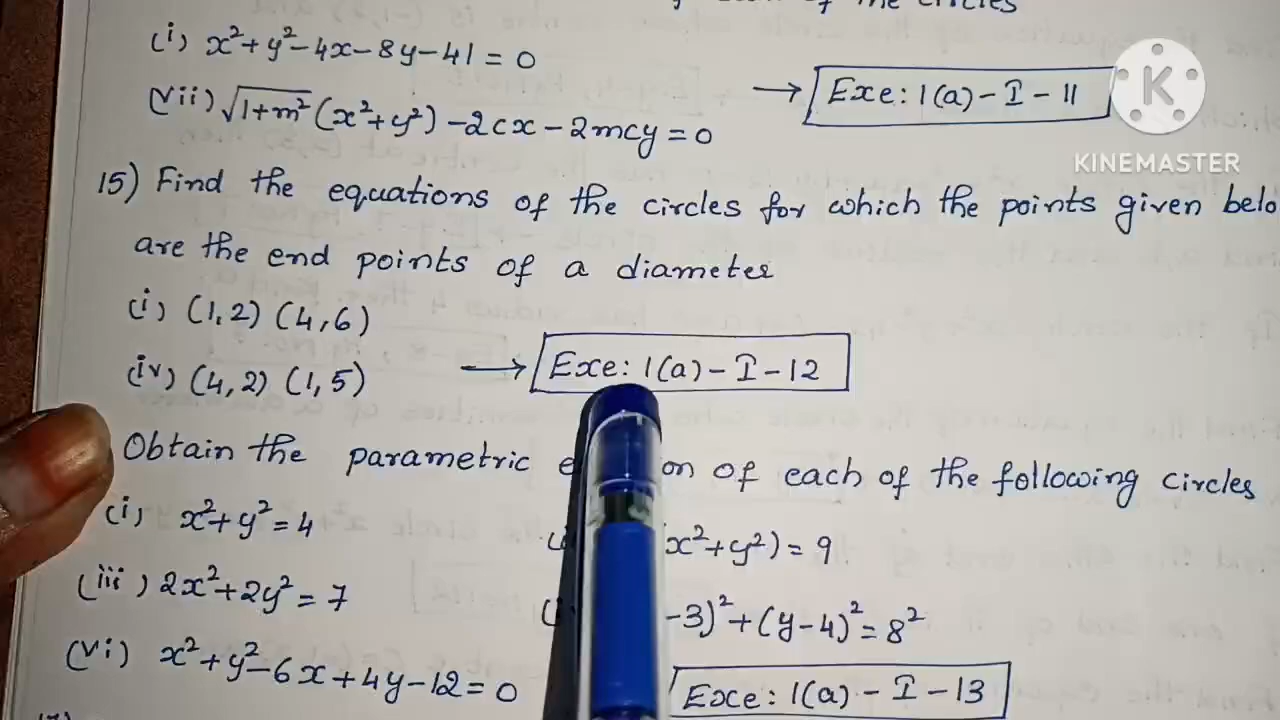 of the circles
(i) x²+y²-4x-8y-41=0
(vii) √1+m² (x²+y²) -2cx-2mcy=0
→ Exe: 1(a)-I-11
KINEMASTER
15) Find the equations of the circles for which the points given belo
are the end points of a diameter
(i) (1,2) (4,6)
(iv) (4,2) (1,5)
→ Exe: 1(a)-I-12
Obtain the parametric of each of the following circles
(i) x²+y²=4
x²+y²)=9
(iii) 2x²+2y²=7
-3)²+(y-4)²=8²
(vi) x²+y²-6x+4y-12=0
Exe: 1(a)-I-13